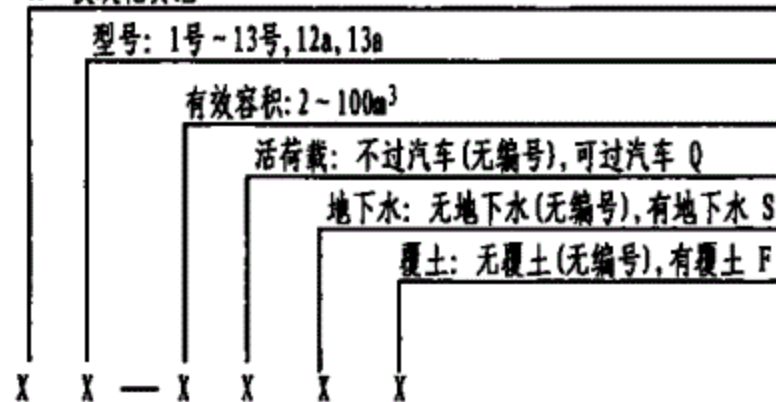 型号: 1号~13号,12a,13a
有效容积:2~100m³
活荷载: 不过汽车(无编号),可过汽车 Q
地下水: 无地下水(无编号),有地下水 S
覆土: 无覆土(无编号),有覆土 F
X X — X X X X